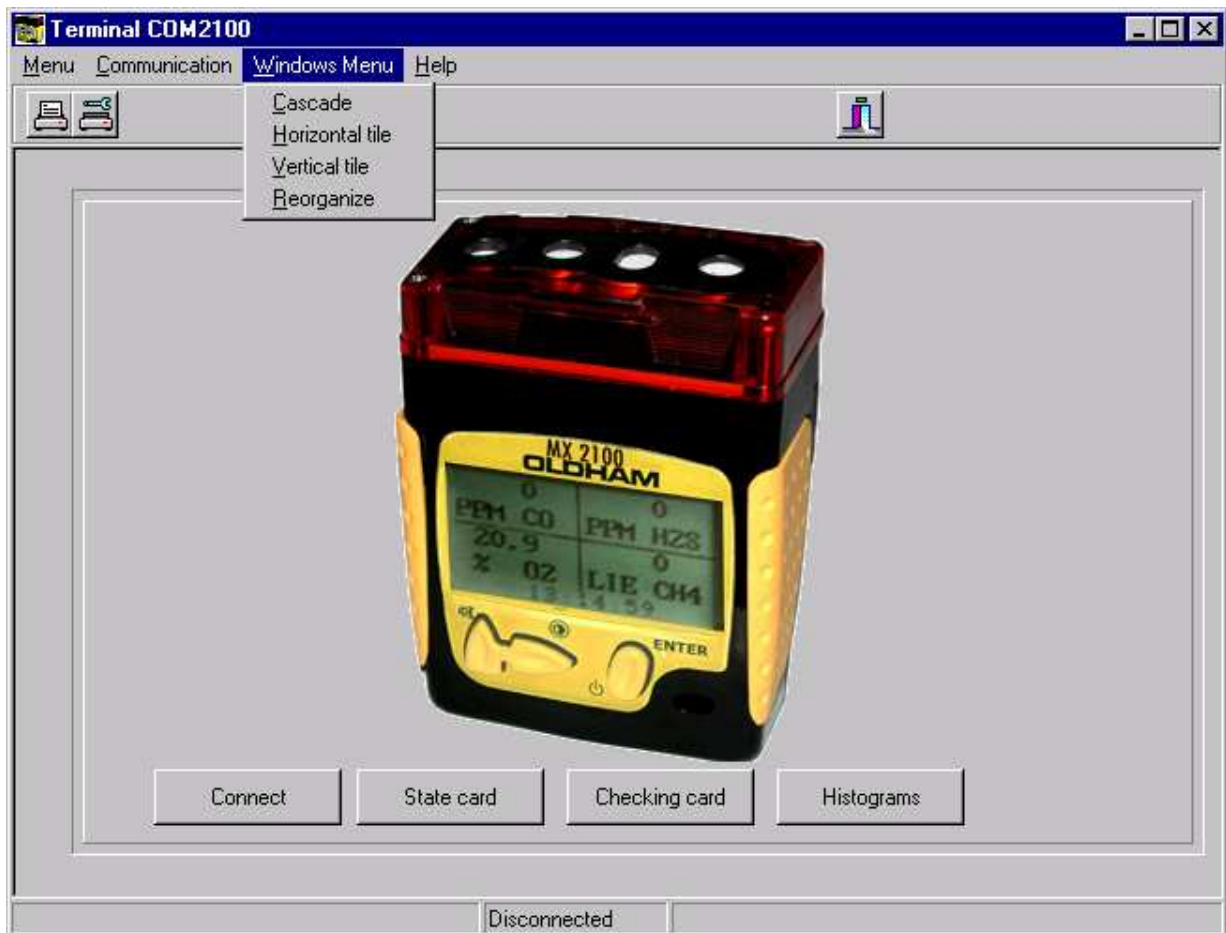 Terminal COM2100
Menu Communication Windows Menu Help
Cascade
Horizontal tile
Vertical tile
Reorganize
MX 2100
OLDHAM
0
PPM CO
0
PPM H2S
20.9
% O2
0
LIE CH4
ENTER
Connect
State card
Checking card
Histograms
Disconnected